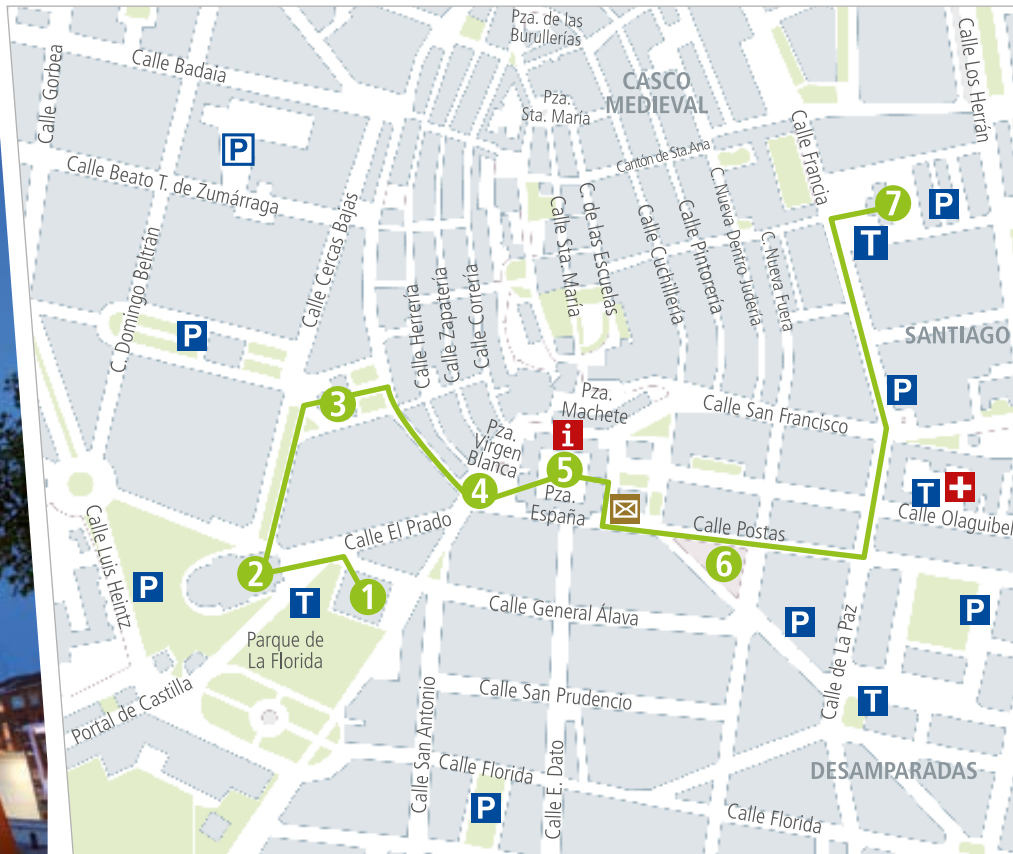 Pza. de las
Burullerías
Calle Los Herrán
Calle Gorbea
Calle Badaia
CASCO
MEDIEVAL
Pza.
Sta. María
Calle Francia
P
Cantón de Sta. Ana
Calle Beato T. de Zumárraga
Calle Cercas Bajas
C. Nueva Dentro Judería
C. de las Escuelas
Calle Sta. María
Calle Cuchillería
Calle Pintorería
C. Nueva Fuera
7
P
T
C. Domingo Beltrán
Calle Herrería
Calle Zapatería
Calle Correría
P
SANTIAGO
P
3
Pza.
Machete
Calle San Francisco
Pza.
Virgen
Blanca
i
5
4
Pza.
España
T
Calle Olaguibel
Calle El Prado
Calle Postas
6
Calle Luis Heintz
2
1
P
T
Parque de
La Florida
Calle General Álava
P
P
Calle de La Paz
Portal de Castilla
Calle San Antonio
Calle San Prudencio
T
Calle E. Dato
Calle Florida
DESAMPARADAS
P
Calle Florida